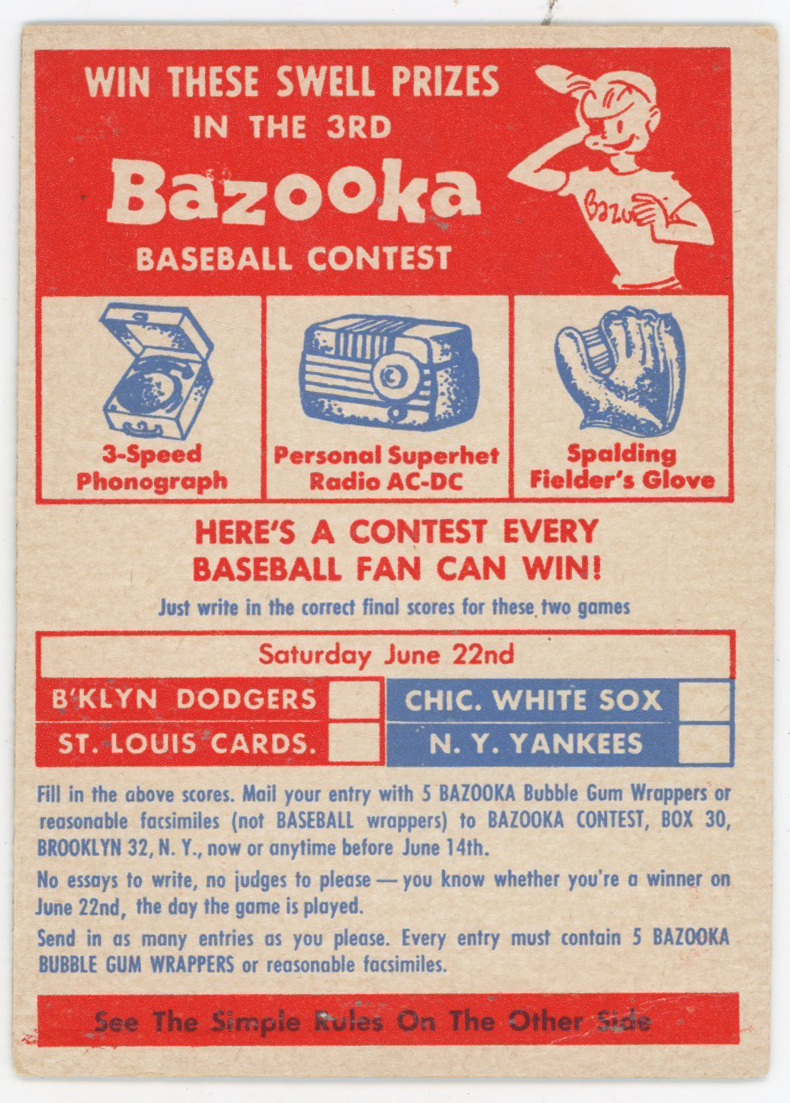 WIN THESE SWELL PRIZES
IN THE 3RD
Bazooka
BASEBALL CONTEST
Bazo
3-Speed
Phonograph
Personal Superhet
Radio AC-DC
Spalding
Fielder's Glove
HERE'S A CONTEST EVERY
BASEBALL FAN CAN WIN!
Just write in the correct final scores for these two games
Saturday June 22nd
B'KLYN DODGERS
ST. LOUIS CARDS.
CHIC. WHITE SOX
N. Y. YANKEES
Fill in the above scores. Mail your entry with 5 BAZOOKA Bubble Gum Wrappers or
reasonable facsimiles (not BASEBALL wrappers) to BAZOOKA CONTEST, BOX 30,
BROOKLYN 32, N. Y., now or anytime before June 14th.
No essays to write, no judges to please — you know whether you're a winner on
June 22nd, the day the game is played.
Send in as many entries as you please. Every entry must contain 5 BAZOOKA
BUBBLE GUM WRAPPERS or reasonable facsimiles.
See The Simple Rules On The Other Side